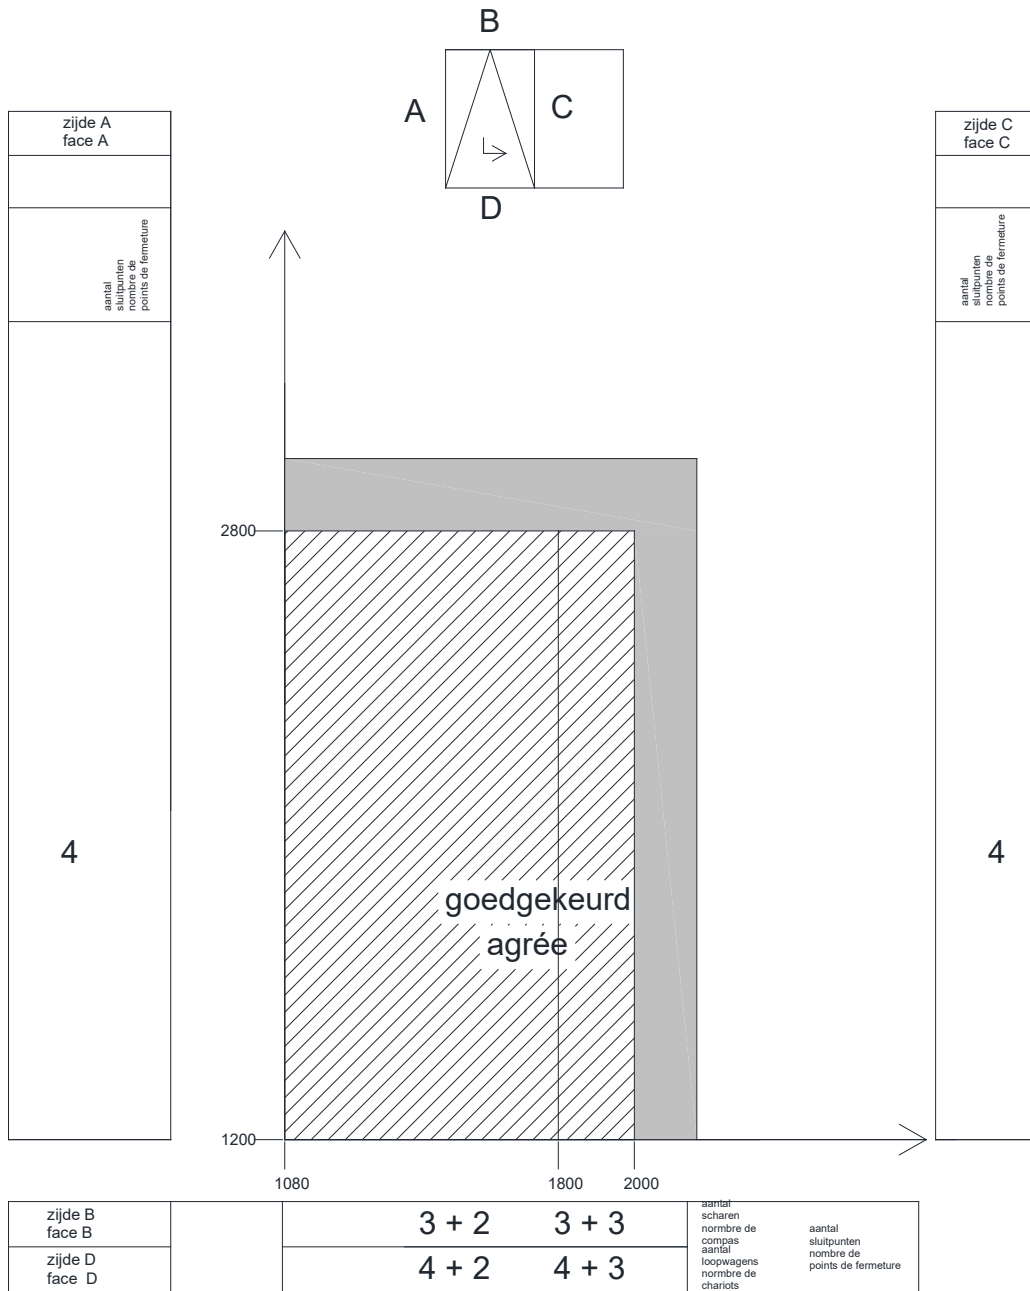 B
A
C
D
zijde A
face A
aantal
sluitpunten
nombre de
points de fermeture
4
zijde C
face C
aantal
sluitpunten
nombre de
points de fermeture
4
2800
goedgekeurd
agrée
1200
1080
1800
2000
zijde B
face B
3 + 2
3 + 3
aantal
scharen
normbre de
compas
zijde D
face D
4 + 2
4 + 3
aantal
loopwagens
normbre de
chariots
aantal
sluitpunten
nombre de
points de fermeture